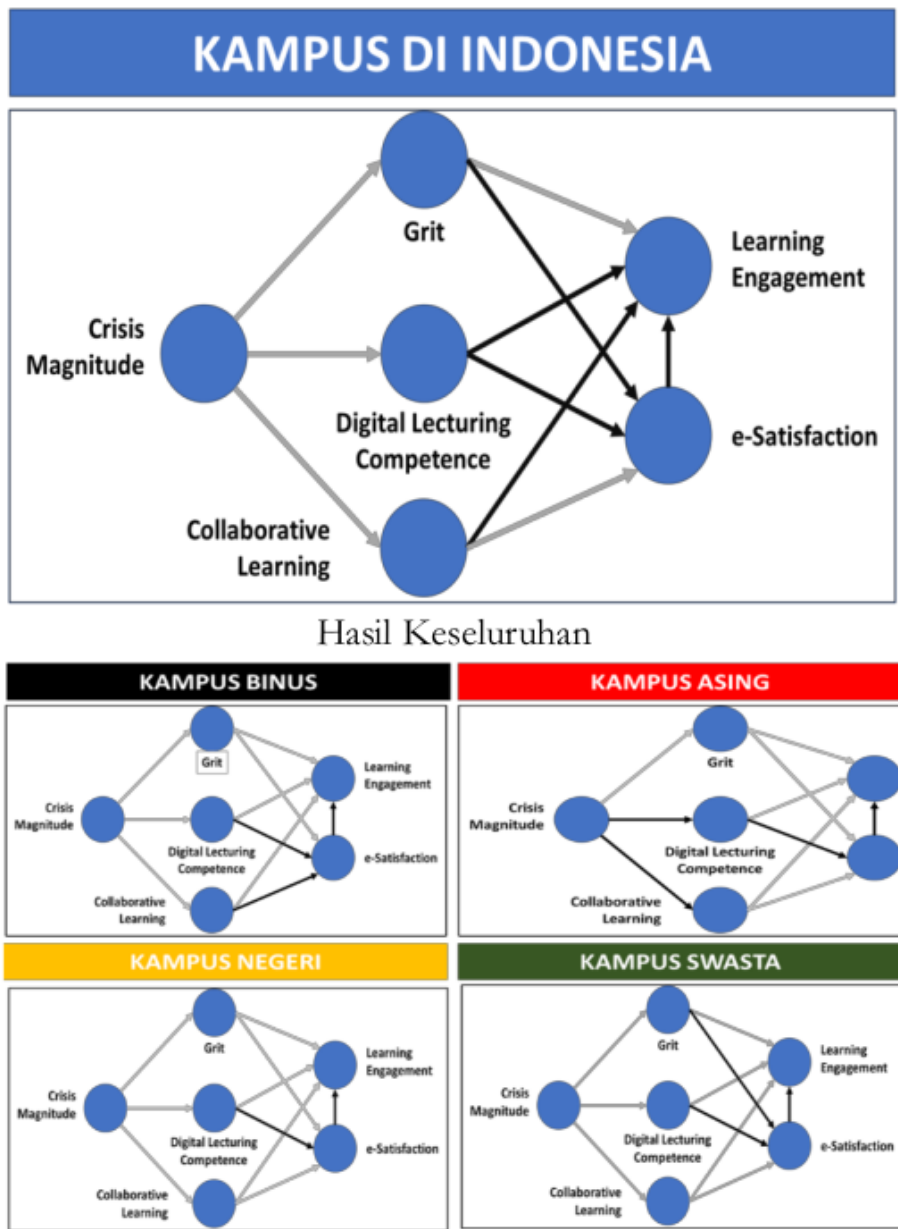 KAMPUS DI INDONESIA
Grit
Learning
Engagement
Crisis
Magnitude
Digital Lecturing
Competence
e-Satisfaction
Collaborative
Learning
Hasil Keseluruhan
KAMPUS BINUS
Grit
Learning
Engagement
Crisis
Magnitude
Digital Lecturing
Competence
e-Satisfaction
Collaborative
Learning
KAMPUS ASING
Grit
Crisis
Magnitude
Digital Lecturing
Competence
Collaborative
Learning
KAMPUS NEGERI
Grit
Learning
Engagement
Crisis
Magnitude
Digital Lecturing
Competence
e-Satisfaction
Collaborative
Learning
KAMPUS SWASTA
Grit
Learning
Engagement
Crisis
Magnitude
Digital Lecturing
Competence
e-Satisfaction
Collaborative
Learning